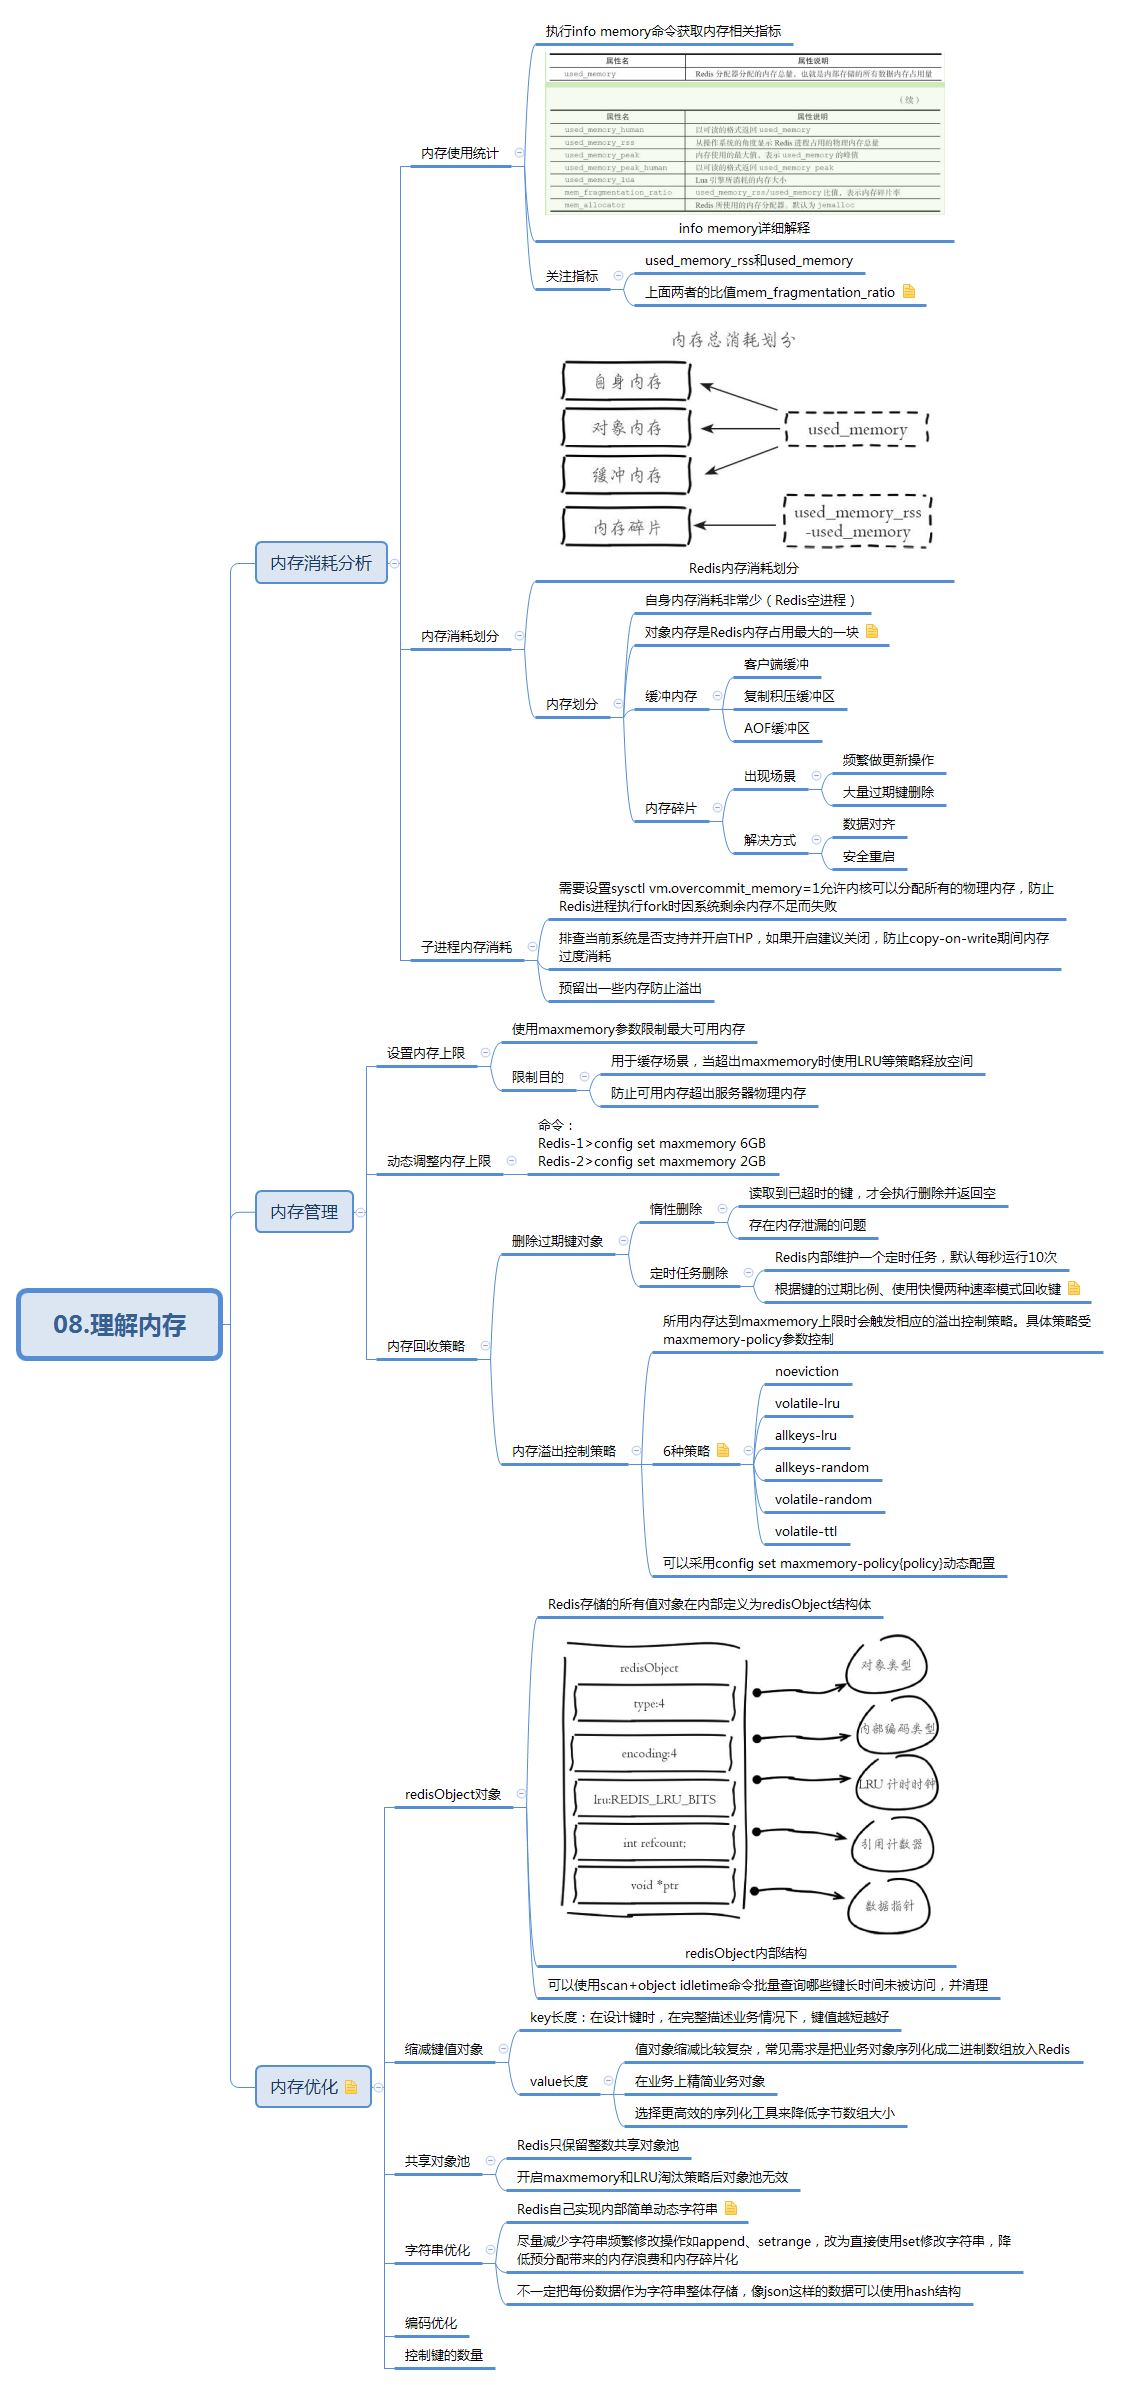 执行info memory命令获取内存相关指标
属性名 属性说明
used_memory Redis 分配器分配的内存总量，也就是内部存储的所有数据内存占用量
（续）
属性名 属性说明
used_memory_human 以可读的格式返回 used_memory
used_memory_rss 从操作系统的角度显示 Redis 进程占用的物理内存总量
used_memory_peak 内存使用的最大值，表示 used_memory 的峰值
used_memory_peak_human 以可读的格式返回 used_memory_peak
used_memory_lua Lua 引擎所消耗的内存大小
mem_fragmentation_ratio used_memory_rss/used_memory 比值，表示内存碎片率
mem_allocator Redis 所使用的内存分配器。默认为 jemalloc
info memory详细解释
内存使用统计
关注指标
used_memory_rss和used_memory
上面两者的比值mem_fragmentation_ratio
内存总消耗划分
自身内存
对象内存
缓冲内存
内存碎片
used_memory
used_memory_rss
-used_memory
Redis内存消耗划分
内存消耗分析
内存消耗划分
内存划分
自身内存消耗非常少（Redis空进程）
对象内存是Redis内存占用最大的一块
缓冲内存
客户端缓冲
复制积压缓冲区
AOF缓冲区
内存碎片
出现场景
频繁做更新操作
大量过期键删除
解决方式
数据对齐
安全重启
子进程内存消耗
需要设置sysctl vm.overcommit_memory=1允许内核可以分配所有的物理内存，防止
Redis进程执行fork时因系统剩余内存不足而失败
排查当前系统是否支持并开启THP，如果开启建议关闭，防止copy-on-write期间内存
过度消耗
预留出一些内存防止溢出
08.理解内存
内存管理
设置内存上限
使用maxmemory参数限制最大可用内存
限制目的
用于缓存场景，当超出maxmemory时使用LRU等策略释放空间
防止可用内存超出服务器物理内存
动态调整内存上限
命令：
Redis-1>config set maxmemory 6GB
Redis-2>config set maxmemory 2GB
内存回收策略
删除过期键对象
惰性删除
读取到已超时的键，才会执行删除并返回空
存在内存泄漏的问题
定时任务删除
Redis内部维护一个定时任务，默认每秒运行10次
根据键的过期比例、使用快慢两种速率模式回收键
内存溢出控制策略
所用内存达到maxmemory上限时会触发相应的溢出控制策略。具体策略受
maxmemory-policy参数控制
6种策略
noeviction
volatile-lru
allkeys-lru
allkeys-random
volatile-random
volatile-ttl
可以采用config set maxmemory-policy{policy}动态配置
内存优化
redisObject对象
Redis存储的所有值对象在内部定义为redisObject结构体
redisObject
type:4
encoding:4
lru:REDIS_LRU_BITS
int refcount;
void *ptr
对象类型
内部编码类型
LRU 计时时钟
引用计数器
数据指针
redisObject内部结构
可以使用scan+object idletime命令批量查询哪些键长时间未被访问，并清理
缩减键值对象
key长度：在设计键时，在完整描述业务情况下，键值越短越好
value长度
值对象缩减比较复杂，常见需求是把业务对象序列化成二进制数组放入Redis
在业务上精简业务对象
选择更高效的序列化工具来降低字节数组大小
共享对象池
Redis只保留整数共享对象池
开启maxmemory和LRU淘汰策略后对象池无效
字符串优化
Redis自己实现内部简单动态字符串
尽量减少字符串频繁修改操作如append、setrange，改为直接使用set修改字符串，降
低预分配带来的内存浪费和内存碎片化
不一定把每份数据作为字符串整体存储，像json这样的数据可以使用hash结构
编码优化
控制键的数量